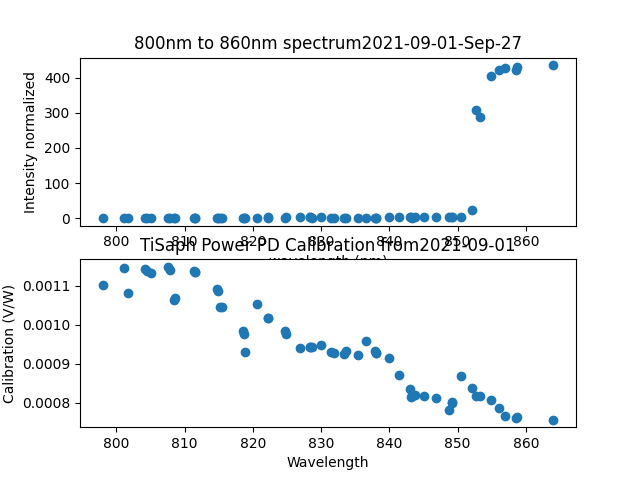 800nm to 860nm spectrum2021-09-01-Sep-27
Intensity normalized
400
300
200
100
0
800 810 820 830 840 850 860
wavelength (nm)
TiSaph Power PD Calibration from2021-09-01
Calibration (V/W)
0.0011
0.0010
0.0009
0.0008
800 810 820 830 840 850 860
Wavelength